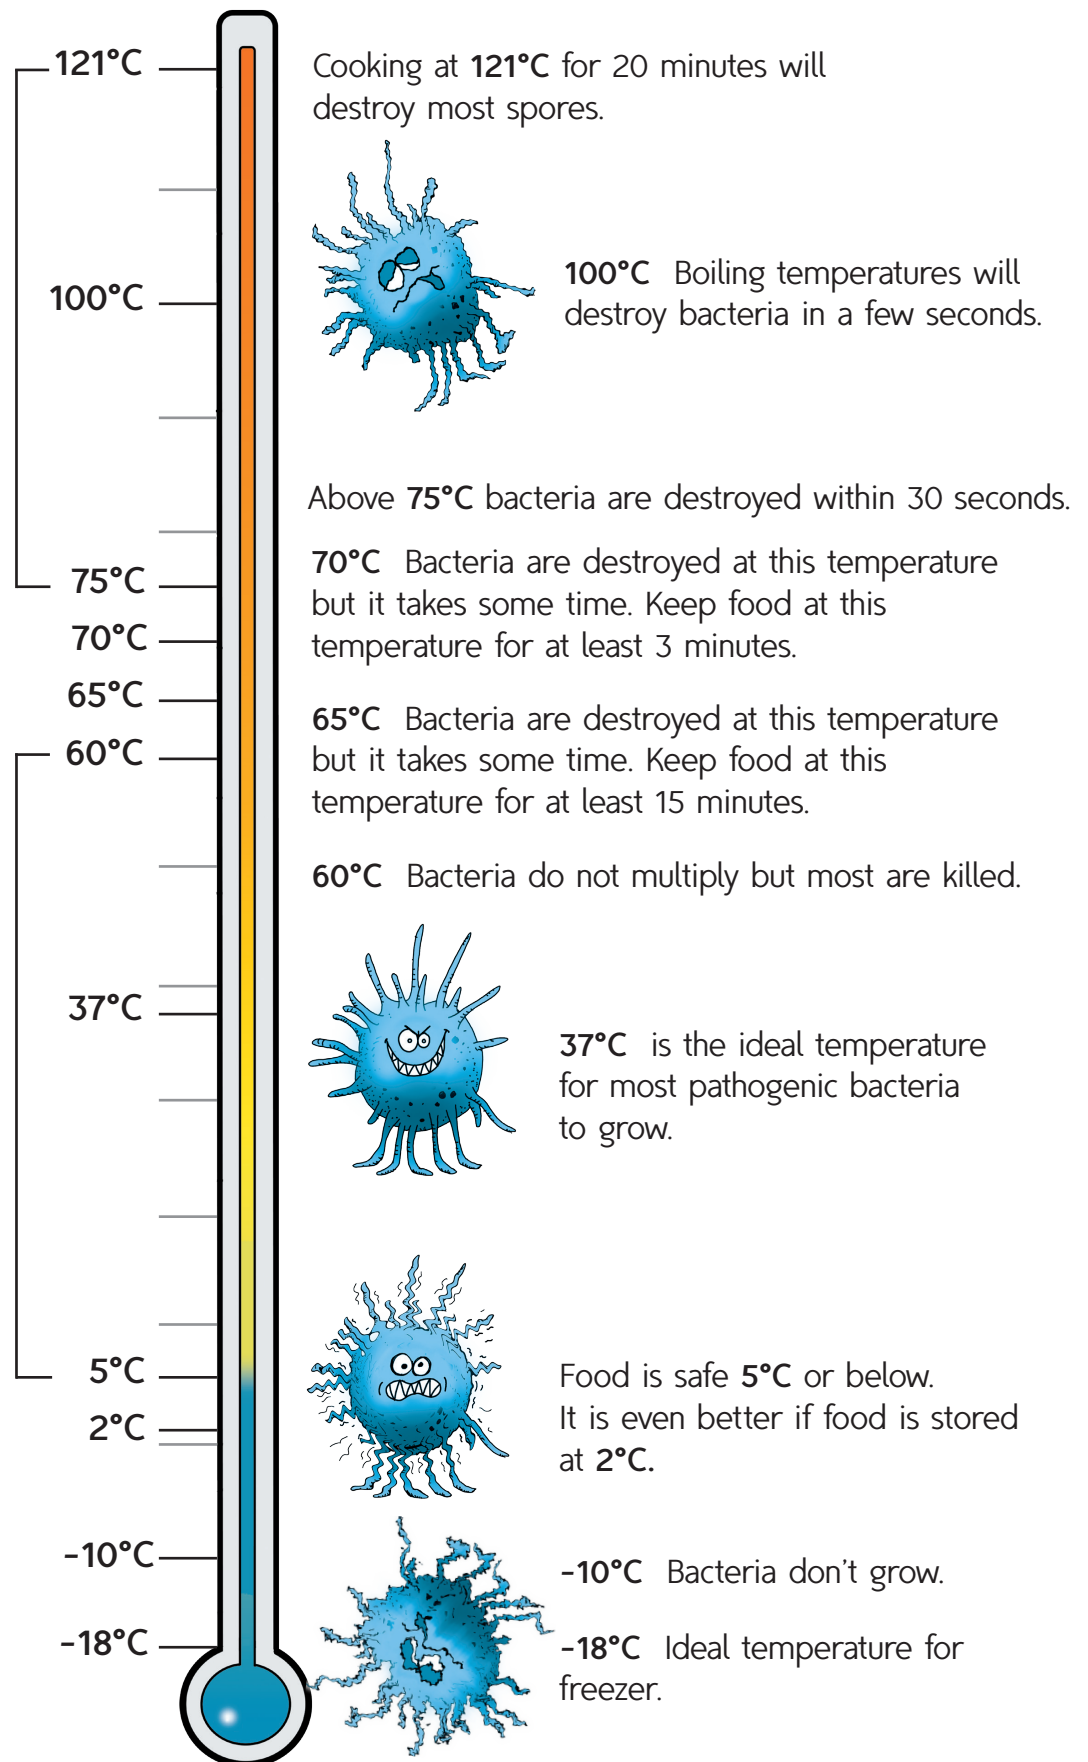 121°C
Cooking at 121°C for 20 minutes will
destroy most spores.
100°C
100°C Boiling temperatures will
destroy bacteria in a few seconds.
Above 75°C bacteria are destroyed within 30 seconds.
75°C
70°C Bacteria are destroyed at this temperature
but it takes some time. Keep food at this
temperature for at least 3 minutes.
70°C
65°C
65°C Bacteria are destroyed at this temperature
but it takes some time. Keep food at this
temperature for at least 15 minutes.
60°C
60°C Bacteria do not multiply but most are killed.
37°C
37°C is the ideal temperature
for most pathogenic bacteria
to grow.
5°C
Food is safe 5°C or below.
It is even better if food is stored
at 2°C.
2°C
-10°C
-10°C Bacteria don't grow.
-18°C
-18°C Ideal temperature for
freezer.